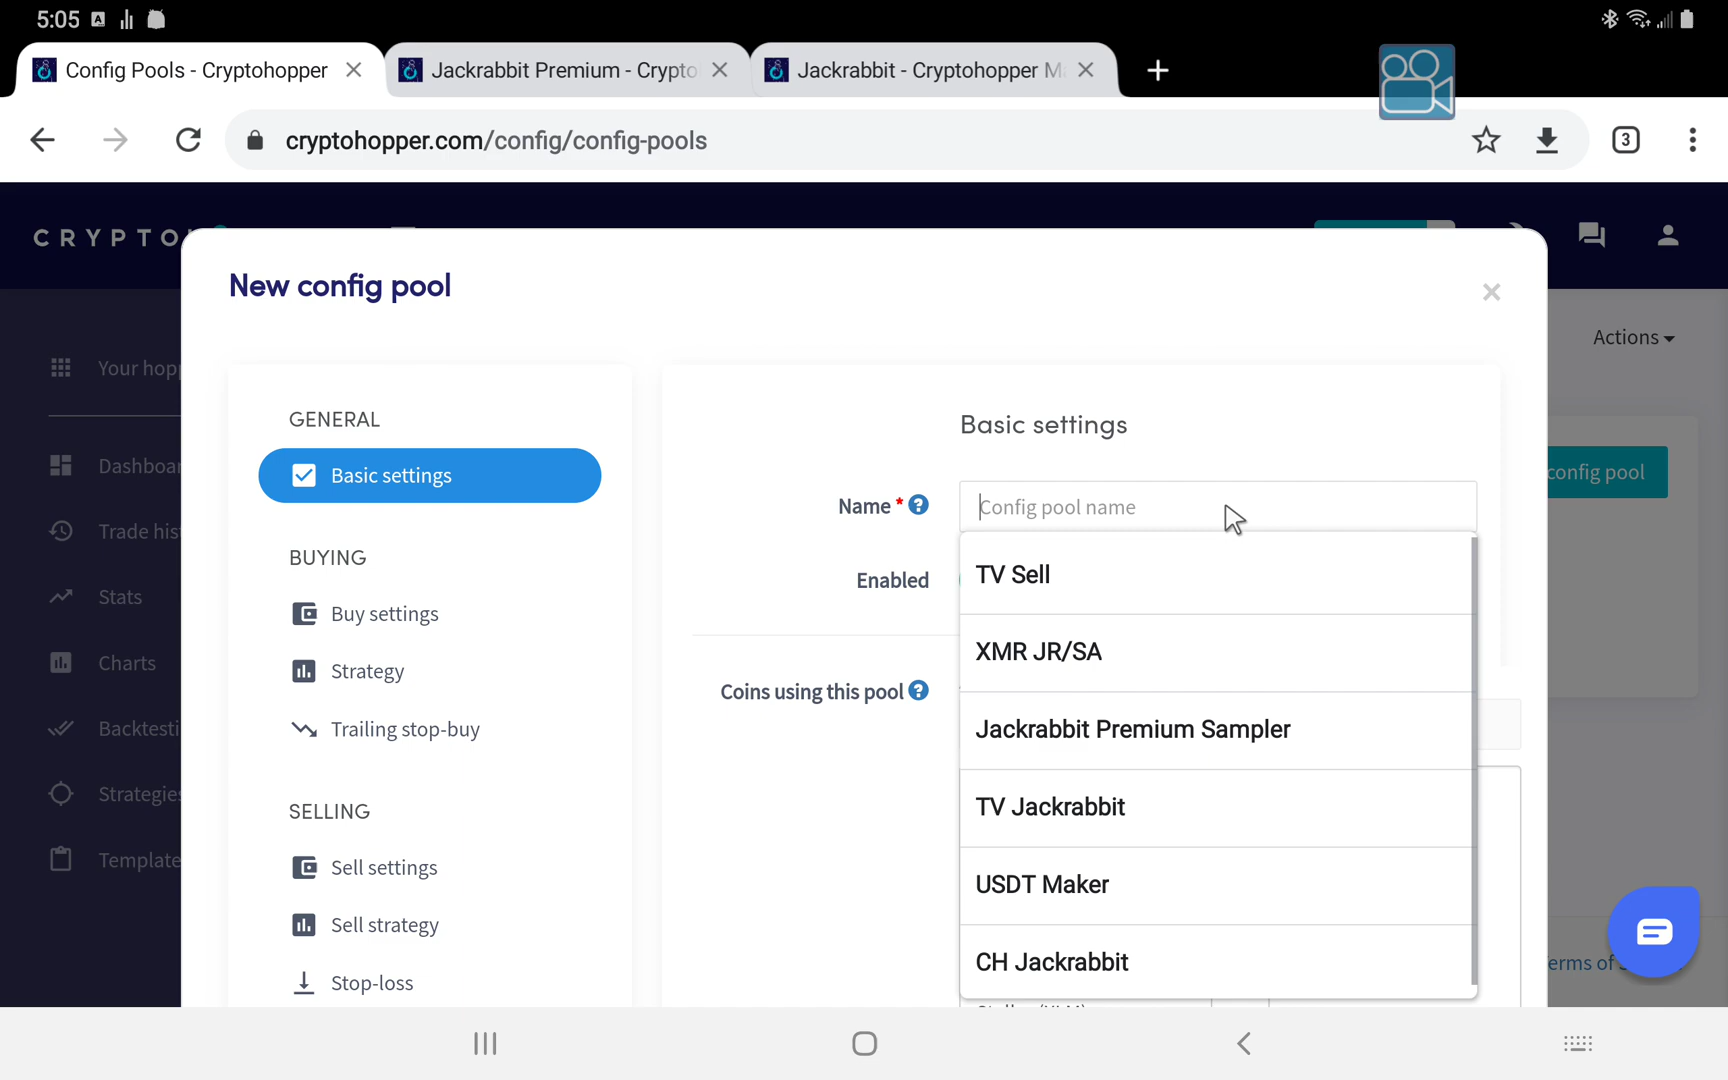 5:05
Config Pools - Cryptohopper
Jackrabbit Premium - Crypto
Jackrabbit - Cryptohopper Ma
cryptohopper.com/config/config-pools
3
CRYPTO
New config pool
Actions
Your hopp
GENERAL
Basic settings
Basic settings
config pool
Dashboar
Name * ?
Config pool name
Trade his
BUYING
Enabled
TV Sell
Stats
Buy settings
XMR JR/SA
Charts
Strategy
Coins using this pool ?
Backtesti
Trailing stop-buy
Jackrabbit Premium Sampler
Strategies
SELLING
TV Jackrabbit
Template
Sell settings
USDT Maker
Sell strategy
CH Jackrabbit
erms of
Stop-loss